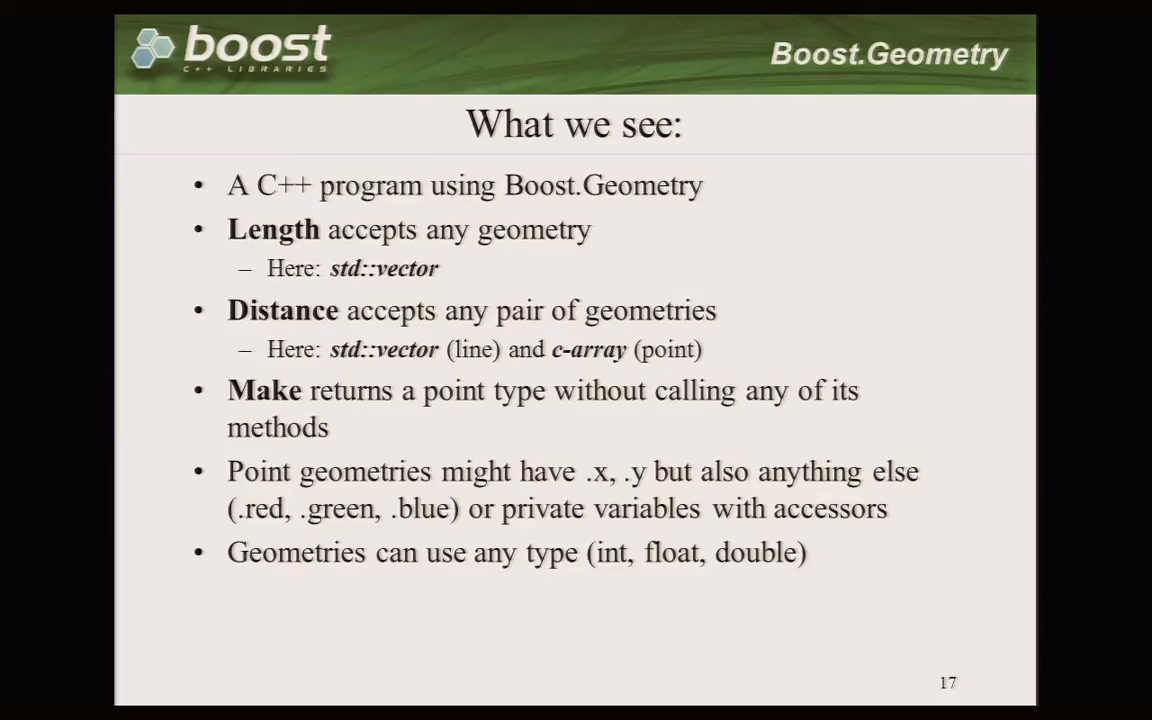 boost
C++ LIBRARIES
Boost.Geometry
What we see:
• A C++ program using Boost.Geometry
• Length accepts any geometry
– Here: std::vector
• Distance accepts any pair of geometries
– Here: std::vector (line) and c-array (point)
• Make returns a point type without calling any of its
methods
• Point geometries might have .x, .y but also anything else
(.red, .green, .blue) or private variables with accessors
• Geometries can use any type (int, float, double)
17